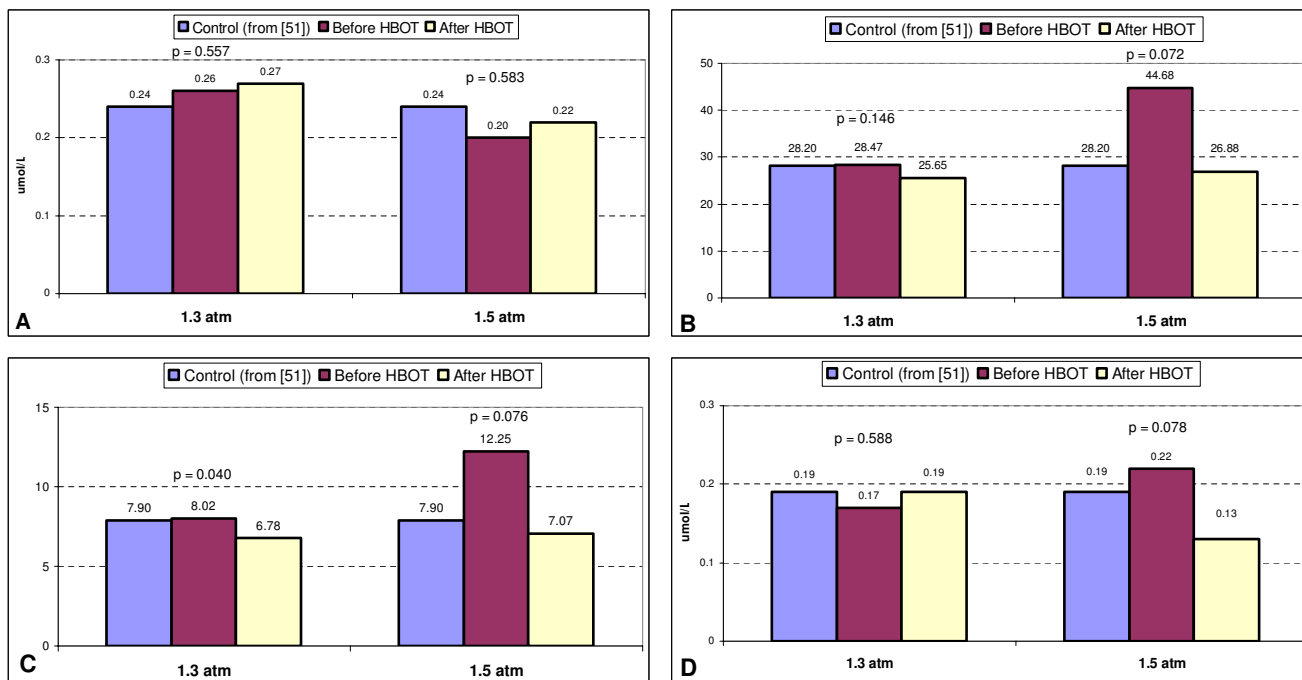 Control (from [51]) Before HBOT After HBOT
p = 0.557
0.3
0.27
0.26
p = 0.583
0.24
0.24
0.22
0.20
0.2
umol/L
0.1
0
A
1.3 atm
1.5 atm
Control (from [51]) Before HBOT After HBOT
p = 0.072
50
44.68
40
p = 0.146
28.20
28.47
25.65
28.20
26.88
30
20
10
0
B
1.3 atm
1.5 atm
Control (from [51]) Before HBOT After HBOT
15
p = 0.076
12.25
p = 0.040
10
7.90
8.02
6.78
7.90
7.07
5
0
C
1.3 atm
1.5 atm
Control (from [51]) Before HBOT After HBOT
0.3
p = 0.588
p = 0.078
0.22
0.19
0.17
0.19
0.19
0.13
0.2
umol/L
0.1
0
D
1.3 atm
1.5 atm